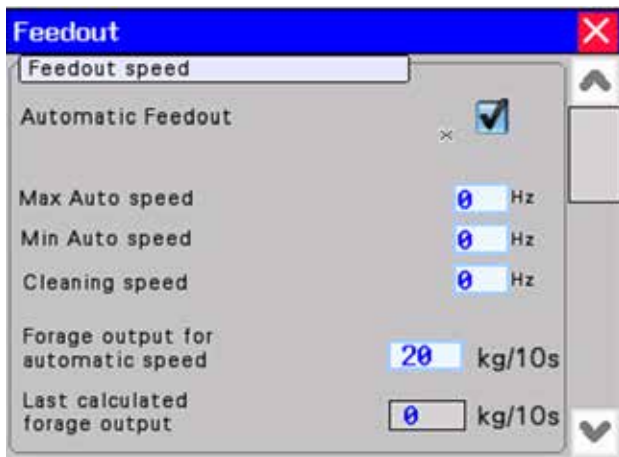 Feedout
Feedout speed
Automatic Feedout
Max Auto speed 0 Hz
Min Auto speed 0 Hz
Cleaning speed 0 Hz
Forage output for
automatic speed 20 kg/10s
Last calculated
forage output 0 kg/10s